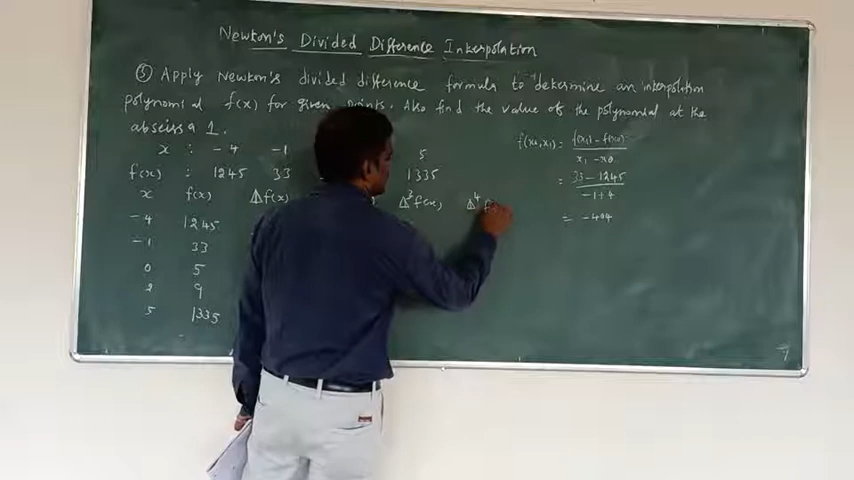 Newton's Divided Difference Interpolation
③ Apply Newton's divided difference formula to determine an interpolation
polynomial f(x) for given points. Also find the value of the polynomial at the
abscissa 1.
x : -4 -1 5
f(x) : 1245 33 1335
x f(x) Δf(x) Δ³f(x) Δ⁴ f
-4 1245
-1 33
0 5
2 9
5 1335
f(x₀,x₁) = f(x₁) - f(x₀) / x₁ - x₀
= 33 - 1245 / -1+4
= -404